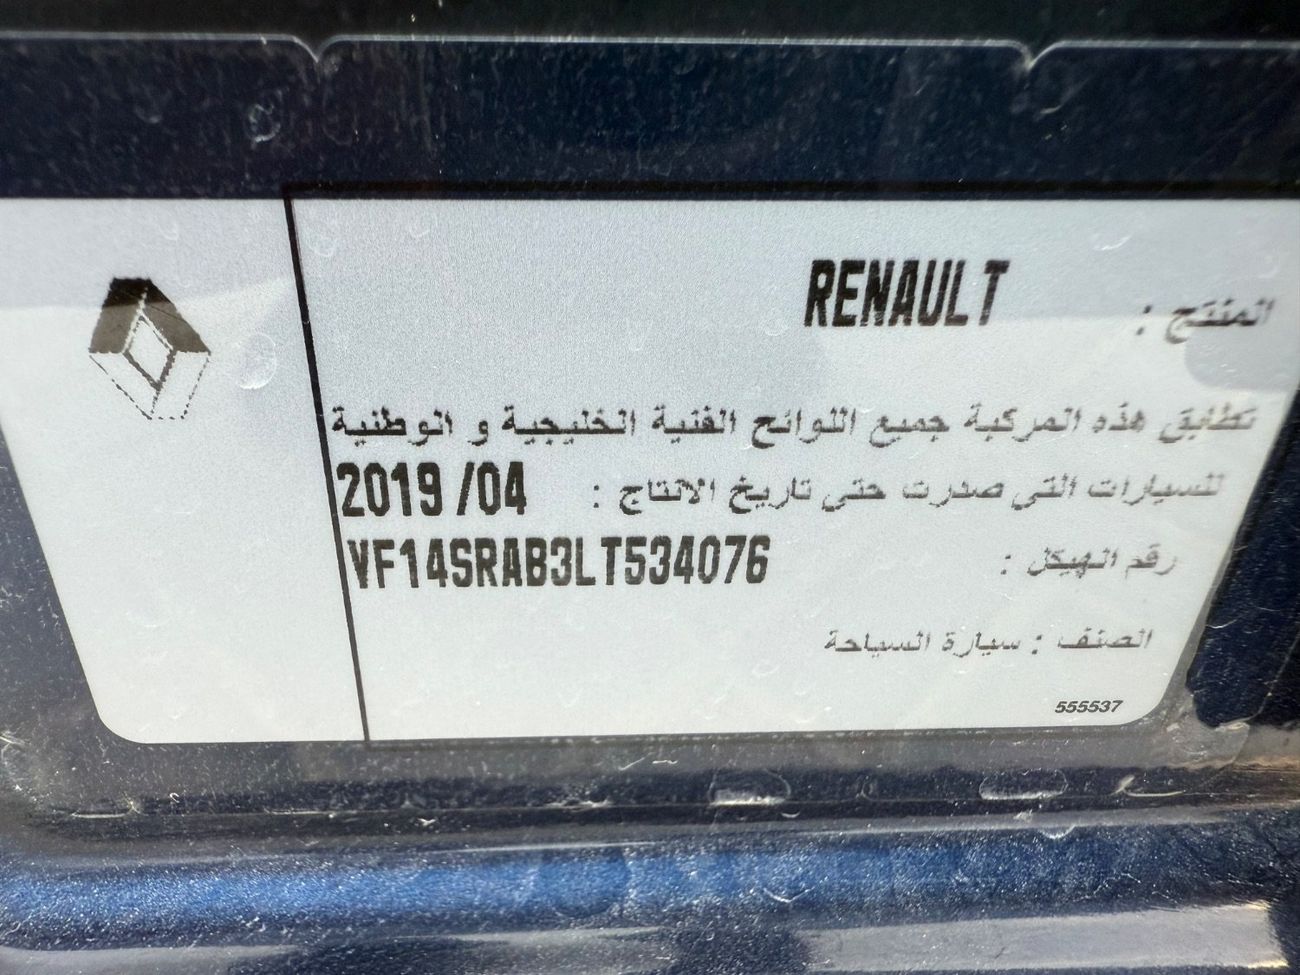 المنتج : RENAULT
تطابق هذه المركبة جميع اللوائح الفنية الخليجية و الوطنية
للسيارات التي صدرت حتى تاريخ الانتاج : 2019 /04
رقم الهيكل : VF14SRAB3LT534076
الصنف : سيارة السياحة
555537